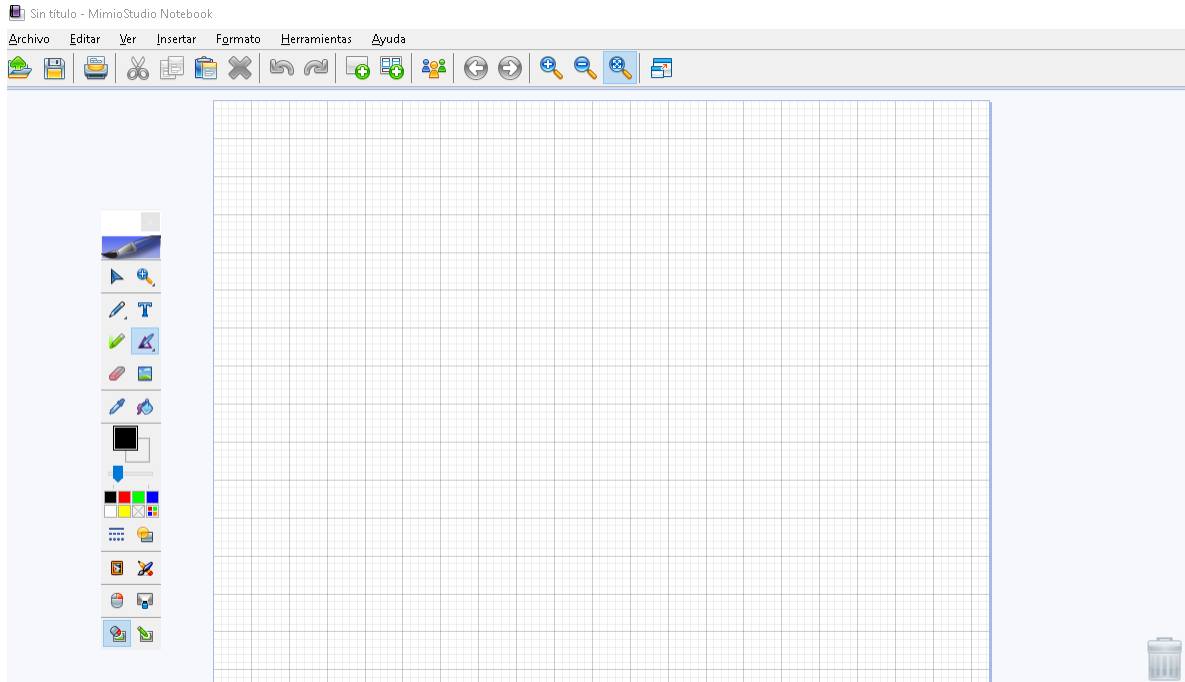 Sin título - MimioStudio Notebook
Archivo Editar Ver Insertar Formato Herramientas Ayuda
T